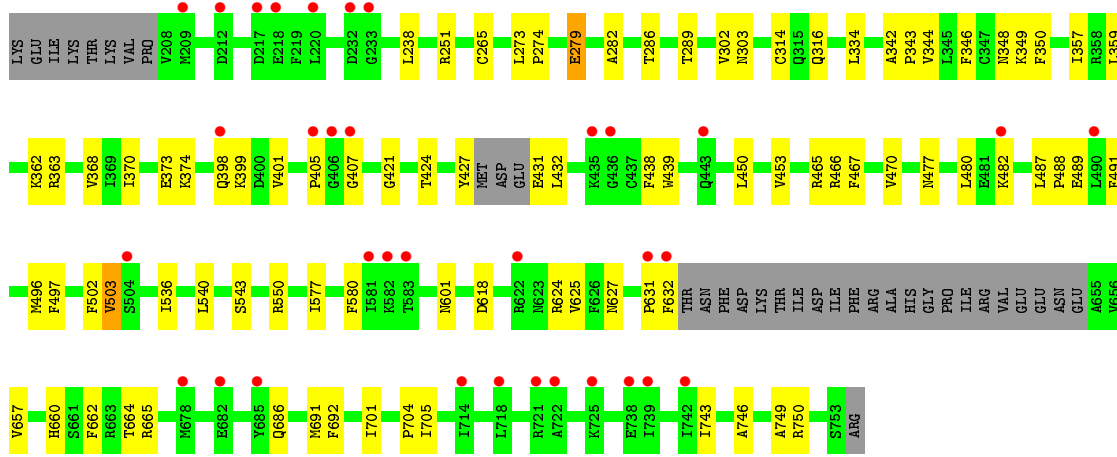 LYS GLU ILE LYS THR LYS VAL PRO V208 M209 D212 D217 E218 F219 L220 D232 G233 L238 R251 C265 L273 P274 E279 A282 T286 T289 V302 N303 C314 Q315 Q316 L334 A342 P343 V344 L345 F346 C347 N348 K349 F350 I357 R358 L359
K362 R363 V368 I369 I370 E373 K374 Q398 K399 D400 V401 P405 G406 G407 G421 T424 Y427 MET ASP GLU E431 L432 K435 G436 C437 F438 W439 Q443 L450 V453 R465 R466 F467 V470 N477 L480 E481 K482 L487 P488 E489 L490 F491
M496 F497 F502 V503 S504 I536 L540 S543 R550 I577 F580 I581 K582 T583 N601 D618 R622 N623 R624 V625 F626 N627 P631 F632 THR ASN PHE ASP LYS THR ILE ASP ILE PHE ARG ALA HIS GLY PRO ILE ARG VAL GLU GLU ASN GLU A655 V656
V657 H660 S661 F662 R663 T664 R665 M678 E682 Y685 Q686 M691 F692 I701 P704 I705 I714 L718 R721 A722 K725 E738 I739 I742 I743 A746 A749 R750 S753 ARG